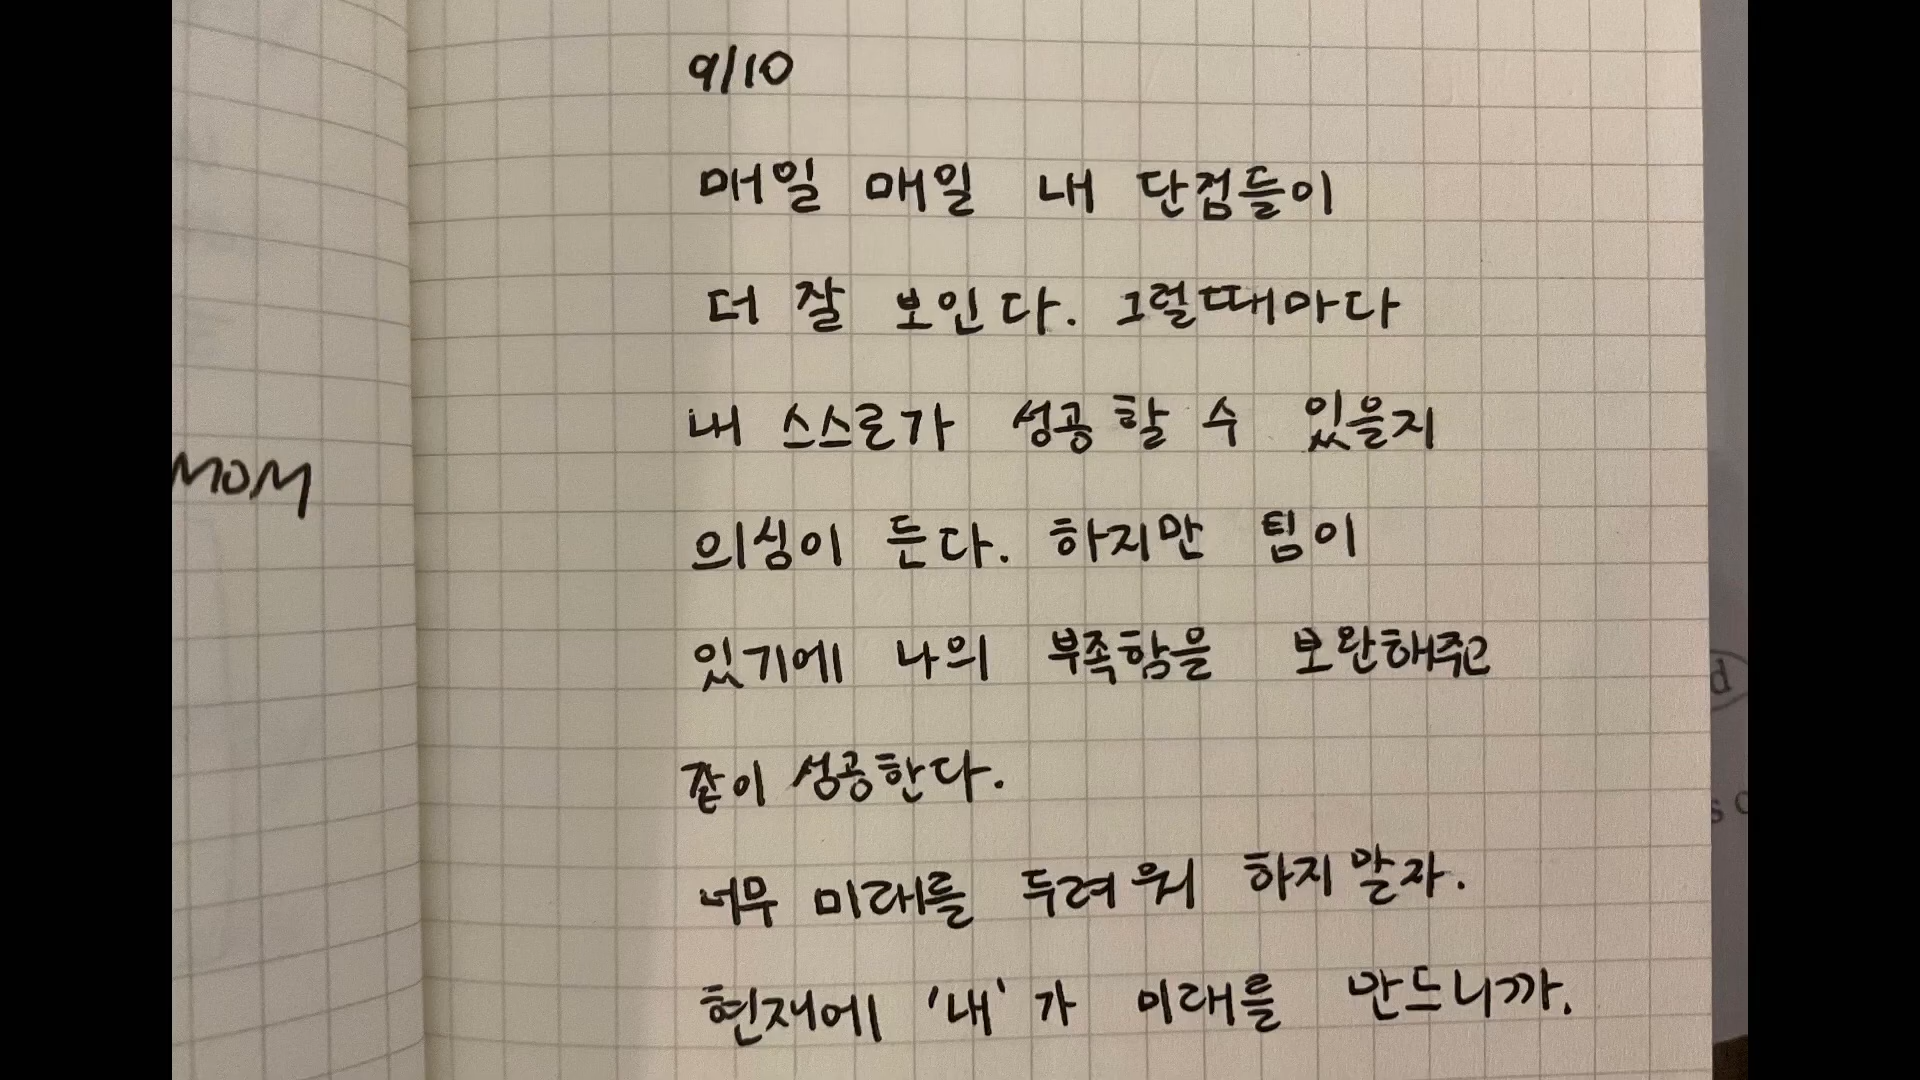 MOM
9/10
매일 매일 내 단점들이
더 잘 보인다. 그럴때마다
내 스스로가 성공할 수 있을지
의심이 든다. 하지만 팀이
있기에 나의 부족함을 보완해주고
같이 성공한다.
너무 미래를 두려워 하지말자.
현재에 '내'가 미래를 만드니까.
d
s c